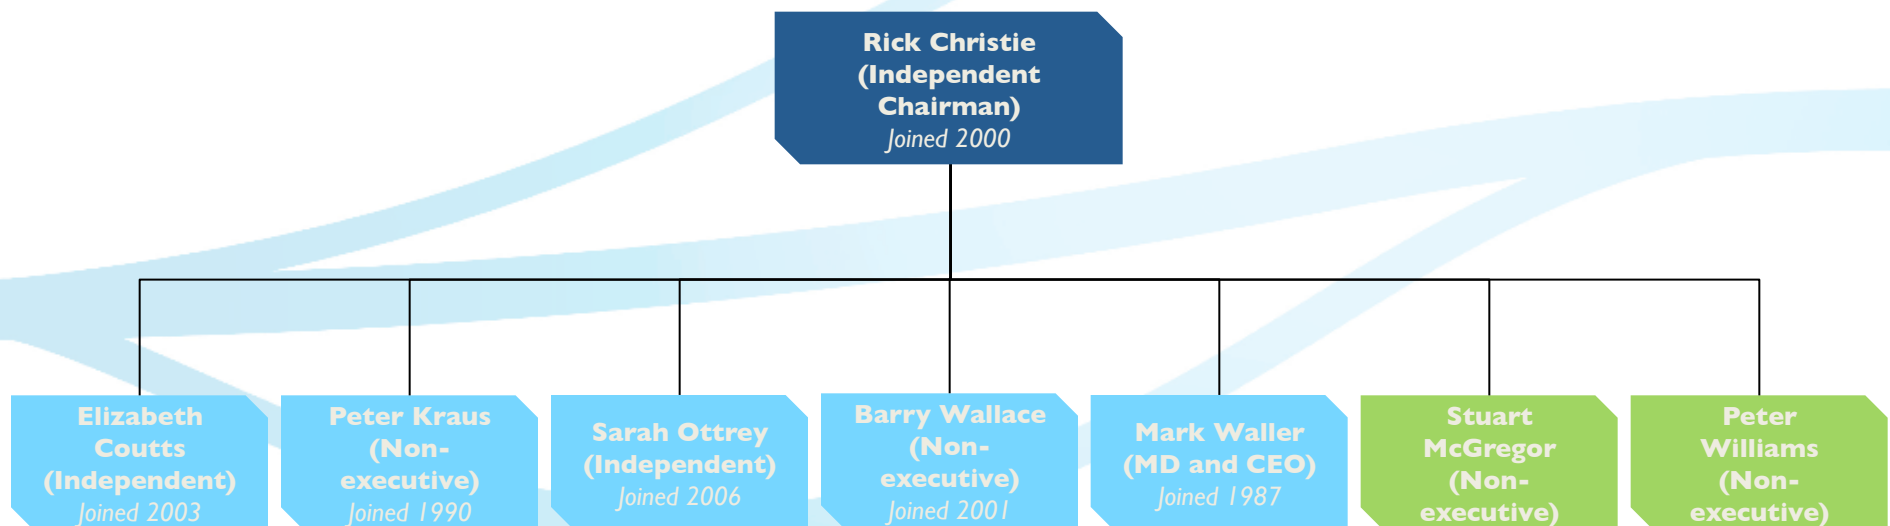 Rick Christie
(Independent
Chairman)
Joined 2000
Elizabeth
Coutts
(Independent)
Joined 2003
Peter Kraus
(Non-
executive)
Joined 1990
Sarah Ottrey
(Independent)
Joined 2006
Barry Wallace
(Non-
executive)
Joined 2001
Mark Waller
(MD and CEO)
Joined 1987
Stuart
McGregor
(Non-
executive)
Peter
Williams
(Non-
executive)